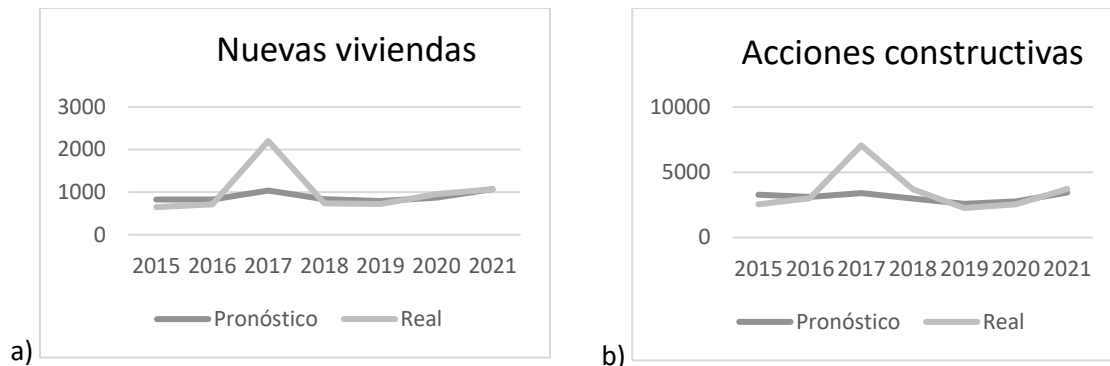 Nuevas viviendas
3000
2000
1000
0
2015 2016 2017 2018 2019 2020 2021
Pronóstico Real
a)
Acciones constructivas
10000
5000
0
2015 2016 2017 2018 2019 2020 2021
Pronóstico Real
b)